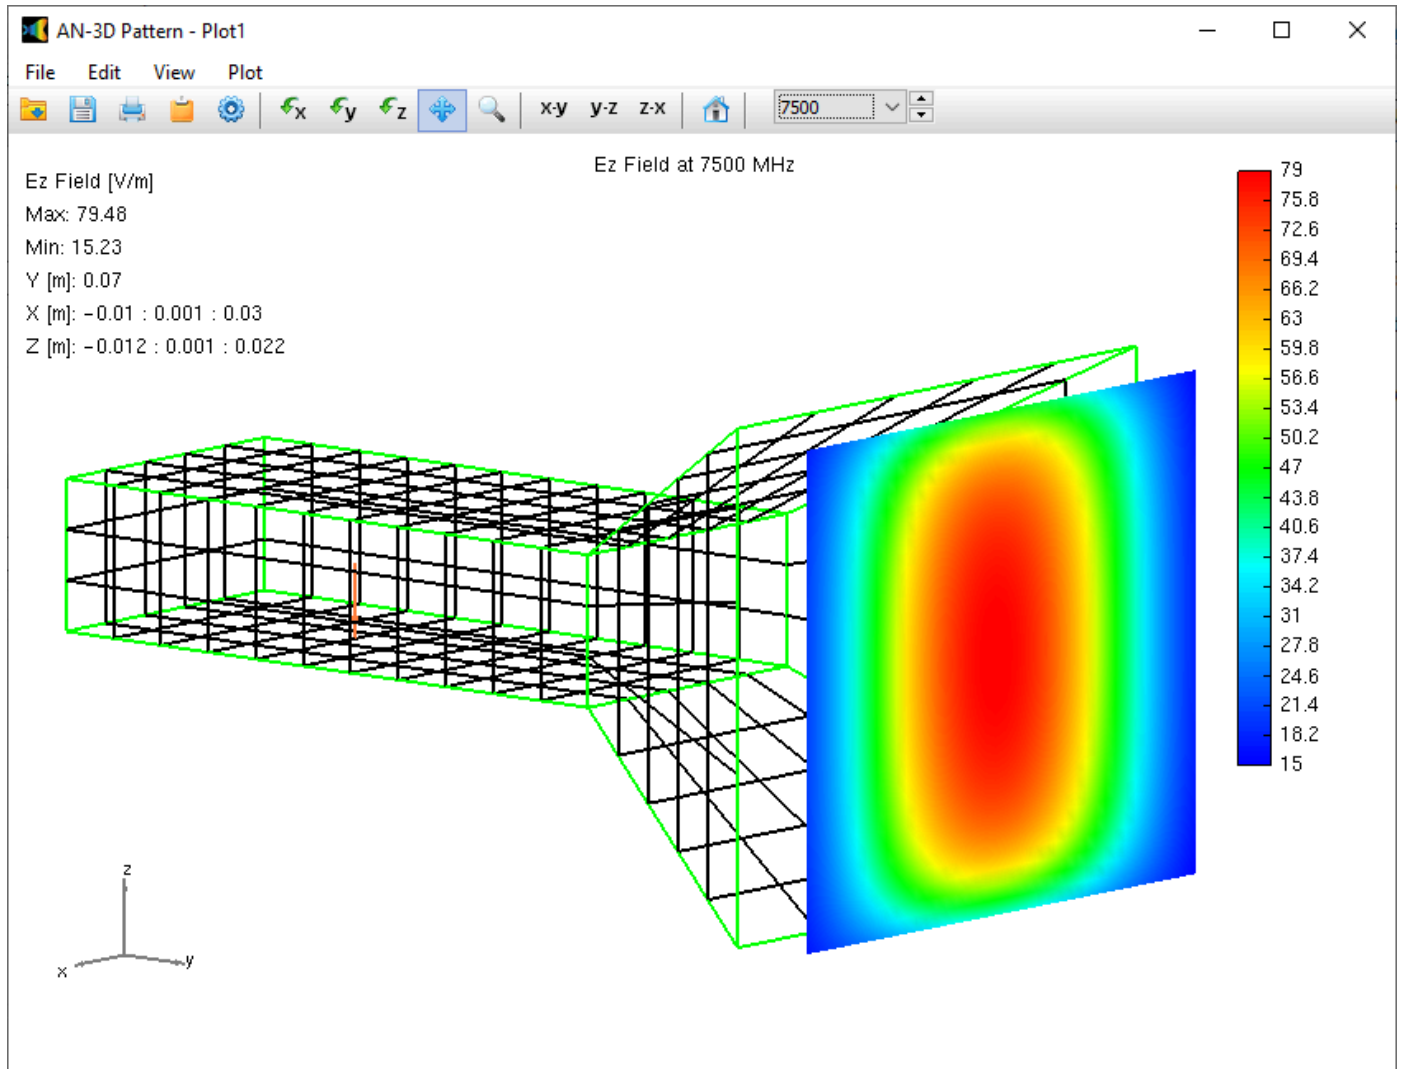 AN-3D Pattern - Plot1
File Edit View Plot
x y z x-y y-z z-x 7500
Ez Field at 7500 MHz
Ez Field [V/m]
Max: 79.48
Min: 15.23
Y [m]: 0.07
X [m]: -0.01 : 0.001 : 0.03
Z [m]: -0.012 : 0.001 : 0.022
79
75.8
72.6
69.4
66.2
63
59.8
56.6
53.4
50.2
47
43.8
40.6
37.4
34.2
31
27.8
24.6
21.4
18.2
15
z
x
y